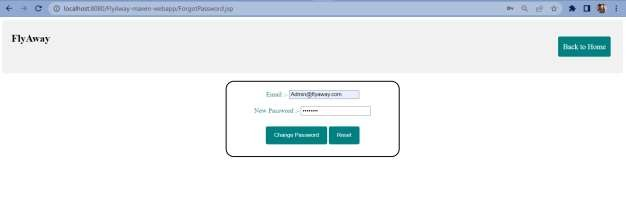 localhost:8080/FlyAway-maven-webapp/ForgotPassword.jsp
FlyAway
Back to Home
Email :- Admin@flyaway.com
New Password :- ••••••••
Change Password Reset